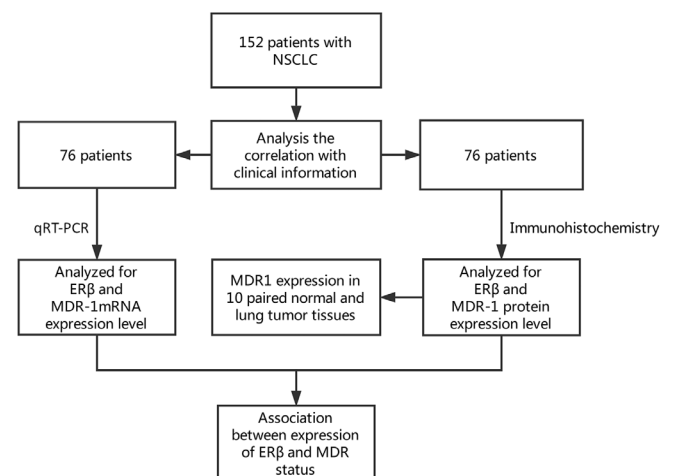 152 patients with
NSCLC
76 patients
Analysis the
correlation with
clinical information
76 patients
qRT-PCR
Immunohistochemistry
Analyzed for
ERβ and
MDR-1mRNA
expression level
MDR1 expression in
10 paired normal and
lung tumor tissues
Analyzed for
ERβ and
MDR-1 protein
expression level
Association
between expression
of ERβ and MDR
status